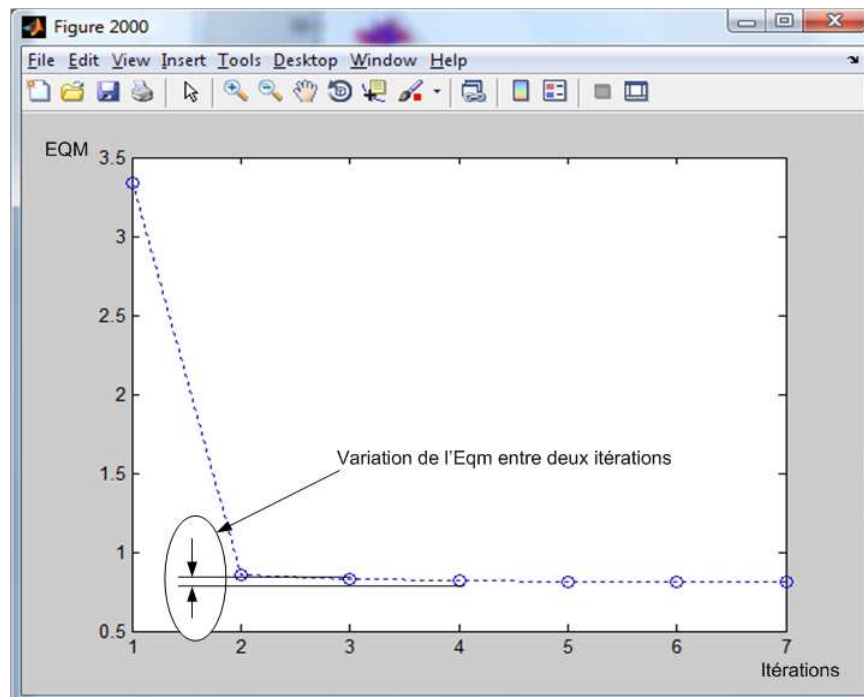 Figure 2000
File Edit View Insert Tools Desktop Window Help
EQM
3.5
3
2.5
2
1.5
1
0.5
Variation de l'Eqm entre deux itérations
1 2 3 4 5 6 7
Itérations